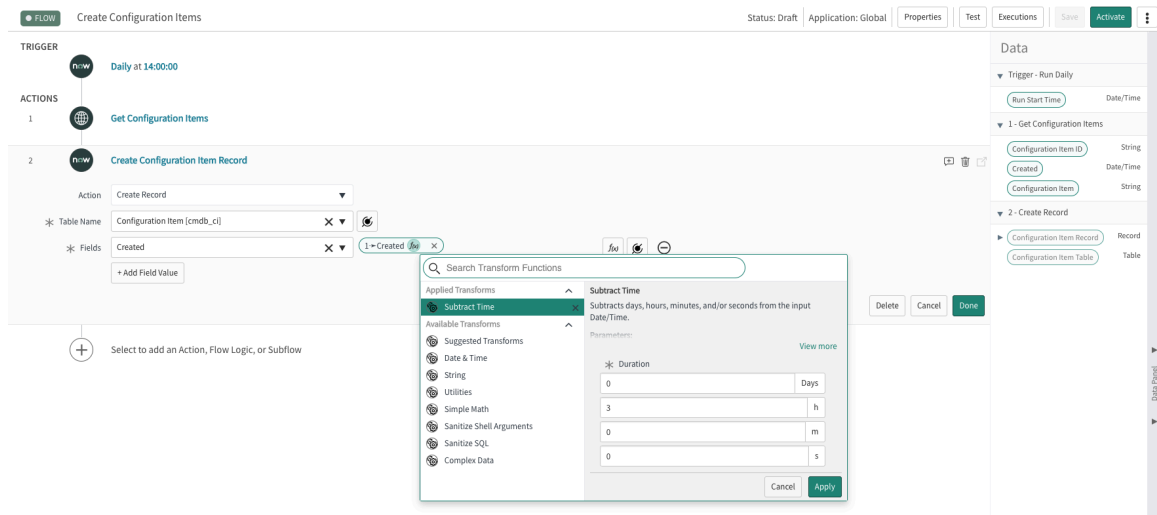 FLOW
Create Configuration Items
Status: Draft
Application: Global
Properties
Test
Executions
Save
Activate
TRIGGER
now
Daily at 14:00:00
ACTIONS
1
Get Configuration Items
2
now
Create Configuration Item Record
Action
Create Record
Table Name
Configuration Item [cmdb_ci]
Fields
Created
1 ➛ Created f(x)
f(x)
+ Add Field Value
Search Transform Functions
Applied Transforms
Subtract Time
Available Transforms
Suggested Transforms
Date & Time
String
Utilities
Simple Math
Sanitize Shell Arguments
Sanitize SQL
Complex Data
Subtract Time
Subtracts days, hours, minutes, and/or seconds from the input
Date/Time.
Parameters:
View more
Duration
0 Days
3 h
0 m
0 s
Cancel
Apply
Delete
Cancel
Done
Select to add an Action, Flow Logic, or Subflow
Data
Trigger - Run Daily
Run Start Time Date/Time
1 - Get Configuration Items
Configuration Item ID String
Created Date/Time
Configuration Item String
2 - Create Record
Configuration Item Record Record
Configuration Item Table Table
Data Panel